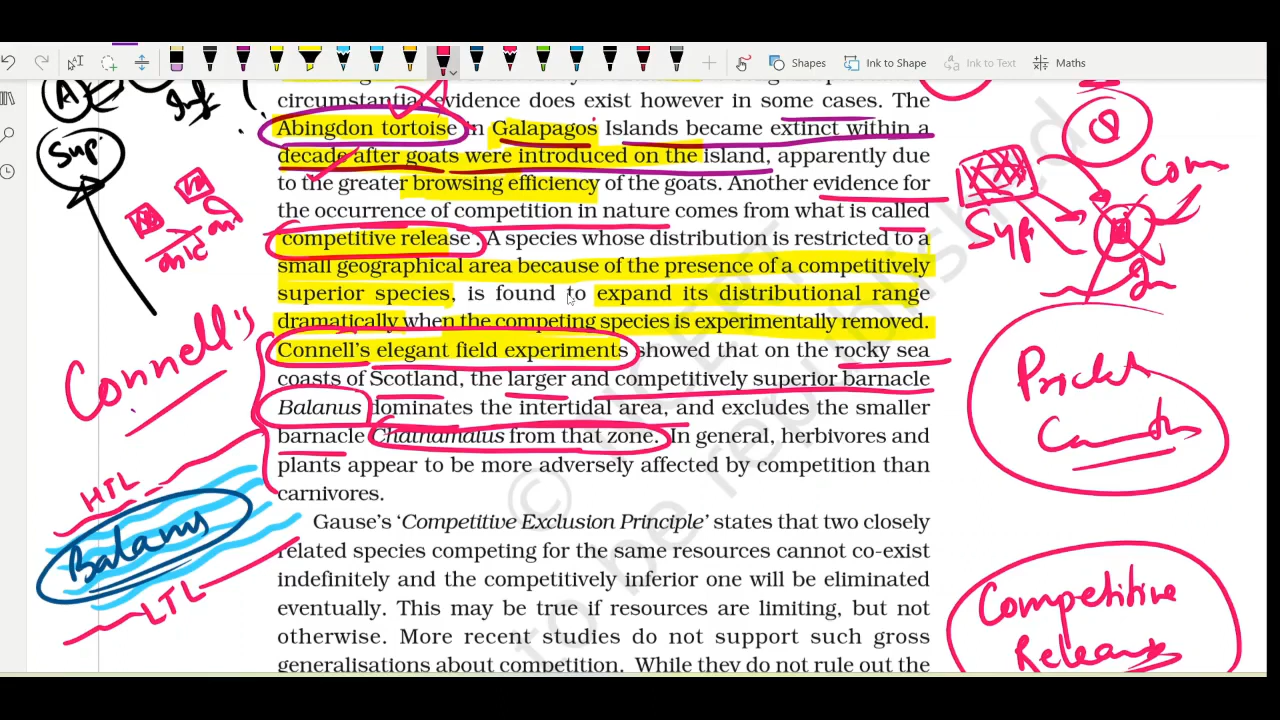 Shapes Ink to Shape Ink to Text Maths
A
Inf
Sup
circumstantial evidence does exist however in some cases. The
Abingdon tortoise in Galapagos Islands became extinct within a
decade after goats were introduced on the island, apparently due
to the greater browsing efficiency of the goats. Another evidence for
the occurrence of competition in nature comes from what is called
competitive release. A species whose distribution is restricted to a
small geographical area because of the presence of a competitively
superior species, is found to expand its distributional range
dramatically when the competing species is experimentally removed.
Connell's elegant field experiments showed that on the rocky sea
coasts of Scotland, the larger and competitively superior barnacle
Balanus dominates the intertidal area, and excludes the smaller
barnacle Chathamalus from that zone. In general, herbivores and
plants appear to be more adversely affected by competition than
carnivores.
Gause's 'Competitive Exclusion Principle' states that two closely
related species competing for the same resources cannot co-exist
indefinitely and the competitively inferior one will be eliminated
eventually. This may be true if resources are limiting, but not
otherwise. More recent studies do not support such gross
generalisations about competition. While they do not rule out the
Connell's
HTL
Balanus
LTL
Com
Sup
Competitive
Release
© NCERT
to be republished